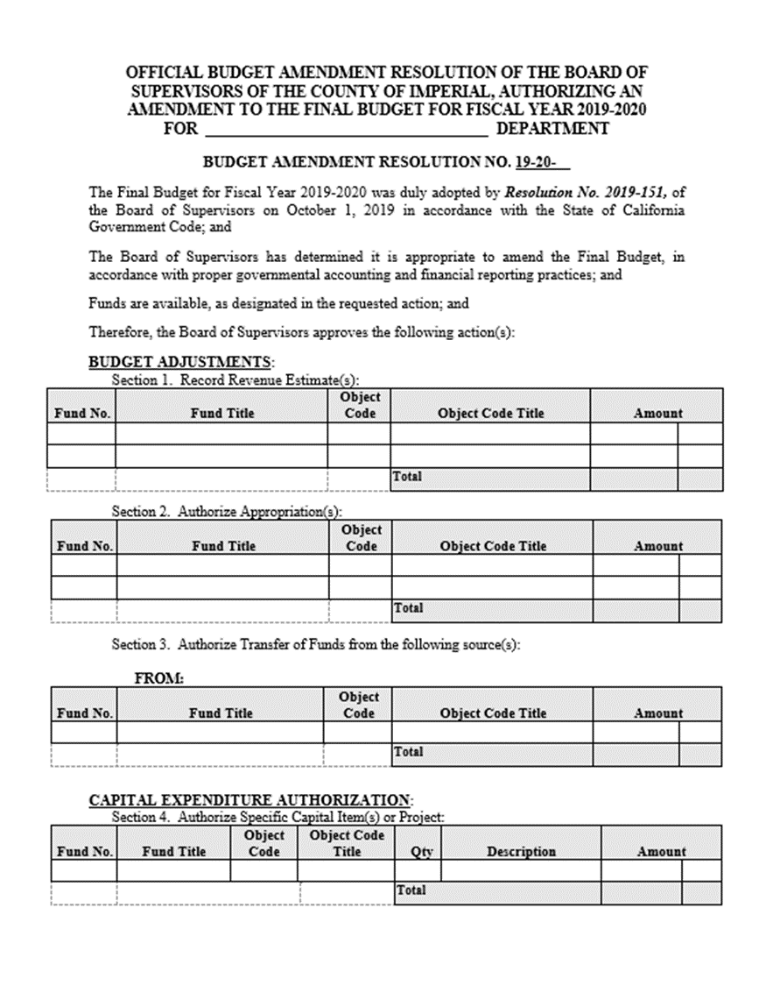 OFFICIAL BUDGET AMENDMENT RESOLUTION OF THE BOARD OF
SUPERVISORS OF THE COUNTY OF IMPERIAL, AUTHORIZING AN
AMENDMENT TO THE FINAL BUDGET FOR FISCAL YEAR 2019-2020
FOR ______________________________ DEPARTMENT
BUDGET AMENDMENT RESOLUTION NO. 19-20-__
The Final Budget for Fiscal Year 2019-2020 was duly adopted by Resolution No. 2019-151, of
the Board of Supervisors on October 1, 2019 in accordance with the State of California
Government Code; and
The Board of Supervisors has determined it is appropriate to amend the Final Budget, in
accordance with proper governmental accounting and financial reporting practices; and
Funds are available, as designated in the requested action; and
Therefore, the Board of Supervisors approves the following action(s):
BUDGET ADJUSTMENTS:
Section 1. Record Revenue Estimate(s):
Fund No. Fund Title Object Code Object Code Title Amount
Total
Section 2. Authorize Appropriation(s):
Fund No. Fund Title Object Code Object Code Title Amount
Total
Section 3. Authorize Transfer of Funds from the following source(s):
FROM:
Fund No. Fund Title Object Code Object Code Title Amount
Total
CAPITAL EXPENDITURE AUTHORIZATION:
Section 4. Authorize Specific Capital Item(s) or Project:
Fund No. Fund Title Object Code Object Code Title Qty Description Amount
Total